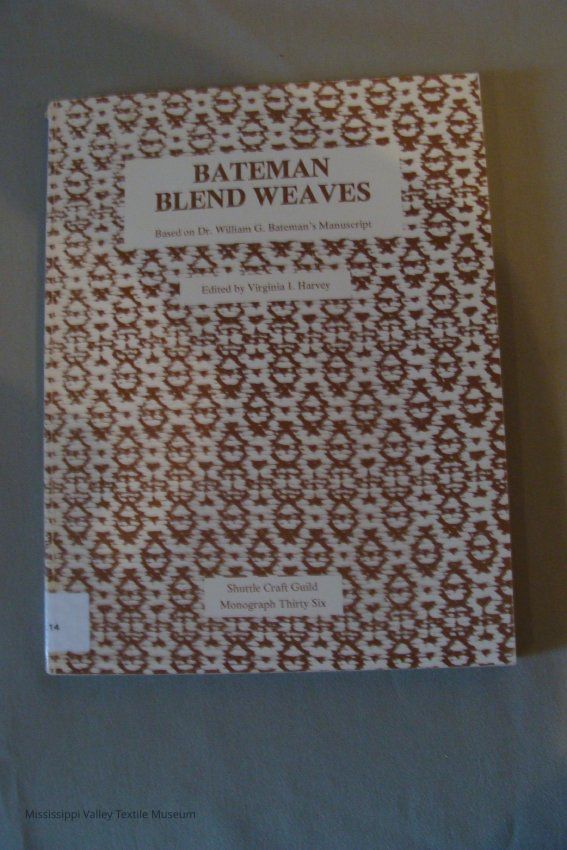 BATEMAN
BLEND WEAVES
Based on Dr. William G. Bateman's Manuscript
Edited by Virginia I. Harvey
Shuttle Craft Guild
Monograph Thirty Six
14
Mississippi Valley Textile Museum